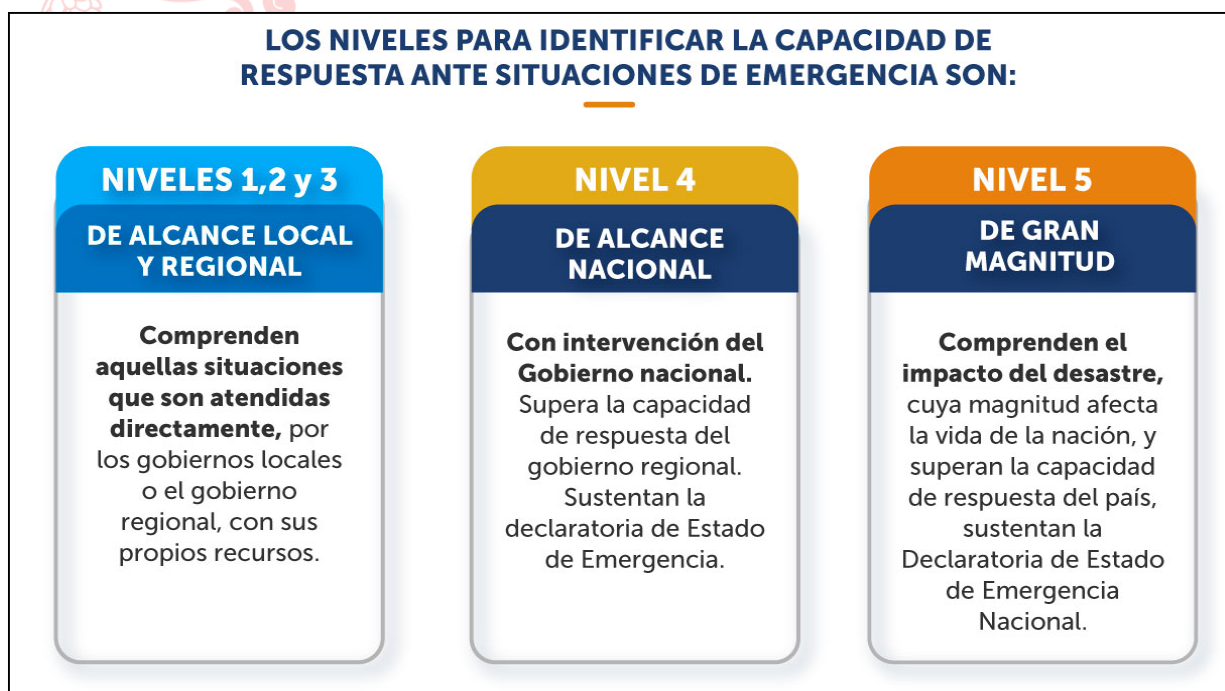 LOS NIVELES PARA IDENTIFICAR LA CAPACIDAD DE
RESPUESTA ANTE SITUACIONES DE EMERGENCIA SON:
NIVELES 1,2 y 3
DE ALCANCE LOCAL
Y REGIONAL
Comprenden
aquellas situaciones
que son atendidas
directamente, por
los gobiernos locales
o el gobierno
regional, con sus
propios recursos.
NIVEL 4
DE ALCANCE
NACIONAL
Con intervención del
Gobierno nacional.
Supera la capacidad
de respuesta del
gobierno regional.
Sustentan la
declaratoria de Estado
de Emergencia.
NIVEL 5
DE GRAN
MAGNITUD
Comprenden el
impacto del desastre,
cuya magnitud afecta
la vida de la nación, y
superan la capacidad
de respuesta del país,
sustentan la
Declaratoria de Estado
de Emergencia
Nacional.